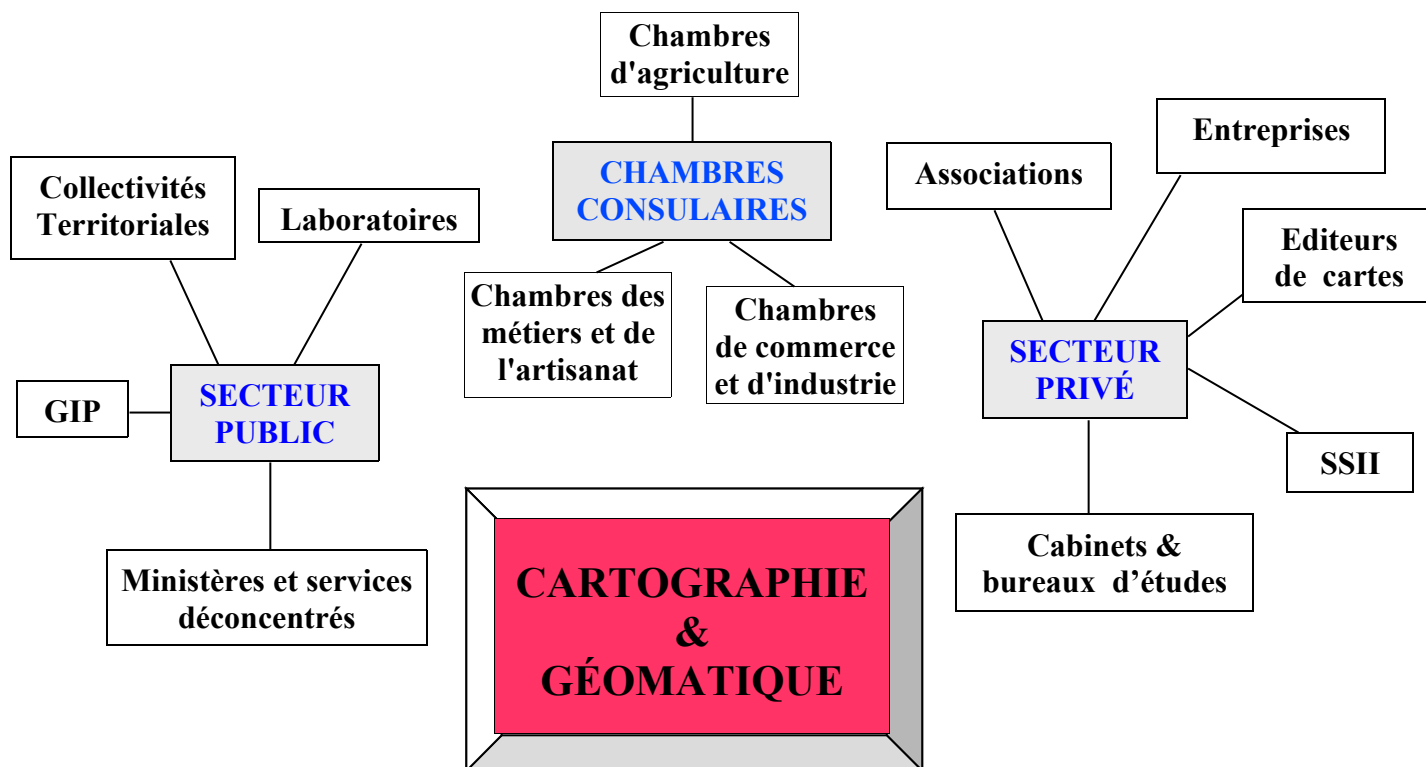 Chambres
d'agriculture
CHAMBRES
CONSULAIRES
Chambres des
métiers et de
l'artisanat
Chambres
de commerce
et d'industrie
Collectivités
Territoriales
Laboratoires
GIP
SECTEUR
PUBLIC
Ministères et services
déconcentrés
Associations
Entreprises
Editeurs
de cartes
SECTEUR
PRIVÉ
SSII
Cabinets &
bureaux d’études
CARTOGRAPHIE
&
GÉOMATIQUE